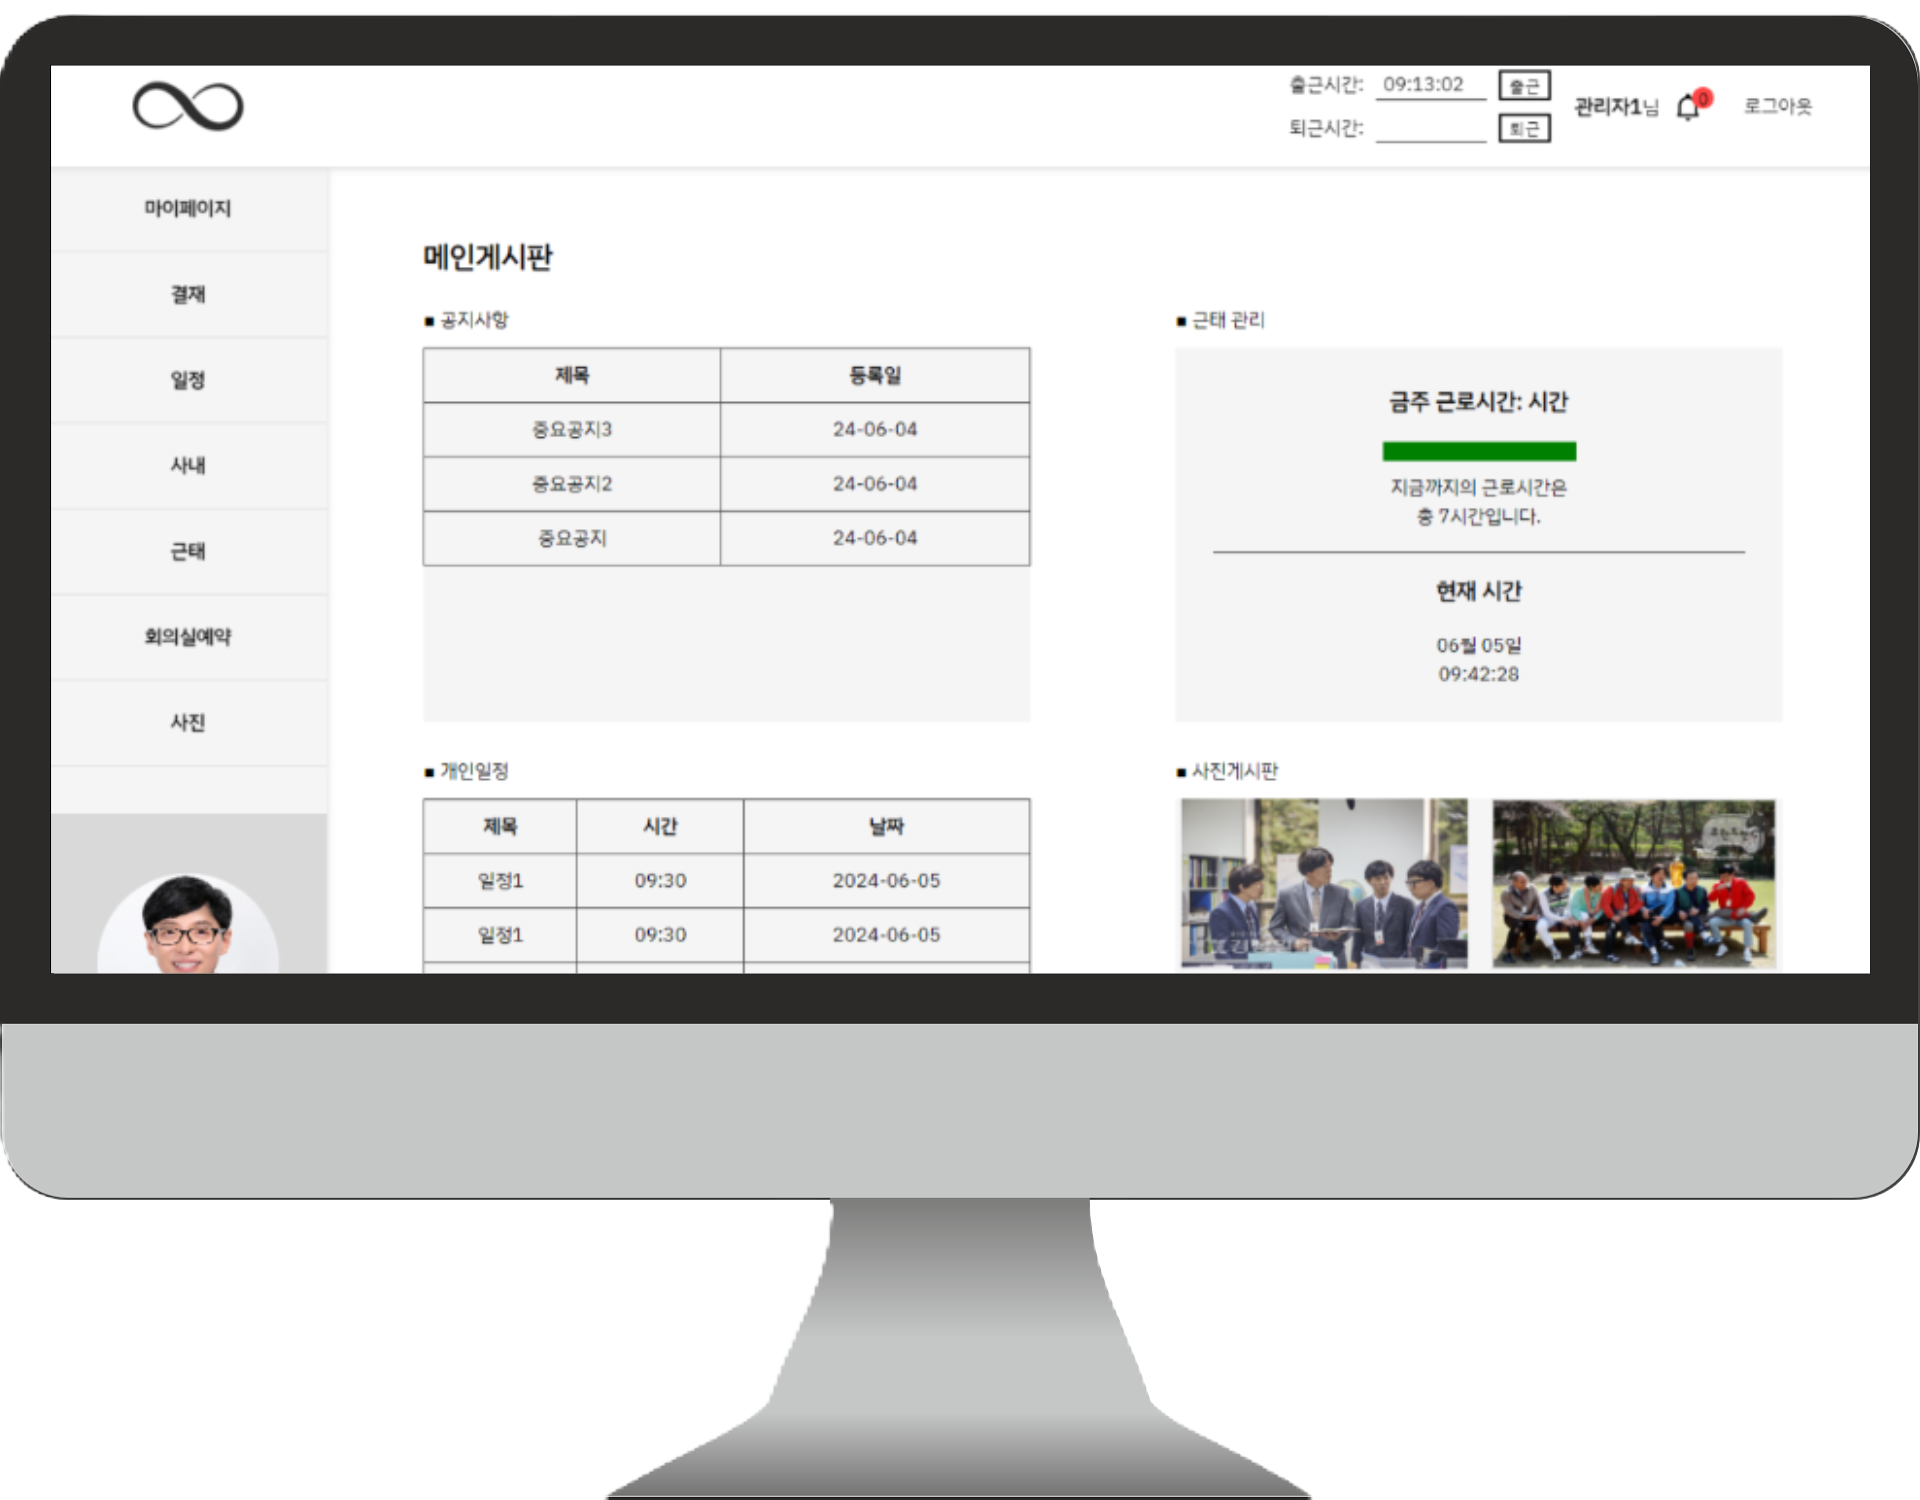 출근시간: 09:13:02 출근
퇴근시간: 퇴근
관리자1님 0 로그아웃
마이페이지
결재
일정
사내
근태
회의실예약
사진
메인게시판
■ 공지사항
제목 등록일
중요공지3 24-06-04
중요공지2 24-06-04
중요공지 24-06-04
■ 근태 관리
금주 근로시간: 시간
지금까지의 근로시간은
총 7시간입니다.
현재 시간
06월 05일
09:42:28
■ 개인일정
제목 시간 날짜
일정1 09:30 2024-06-05
일정1 09:30 2024-06-05
■ 사진게시판